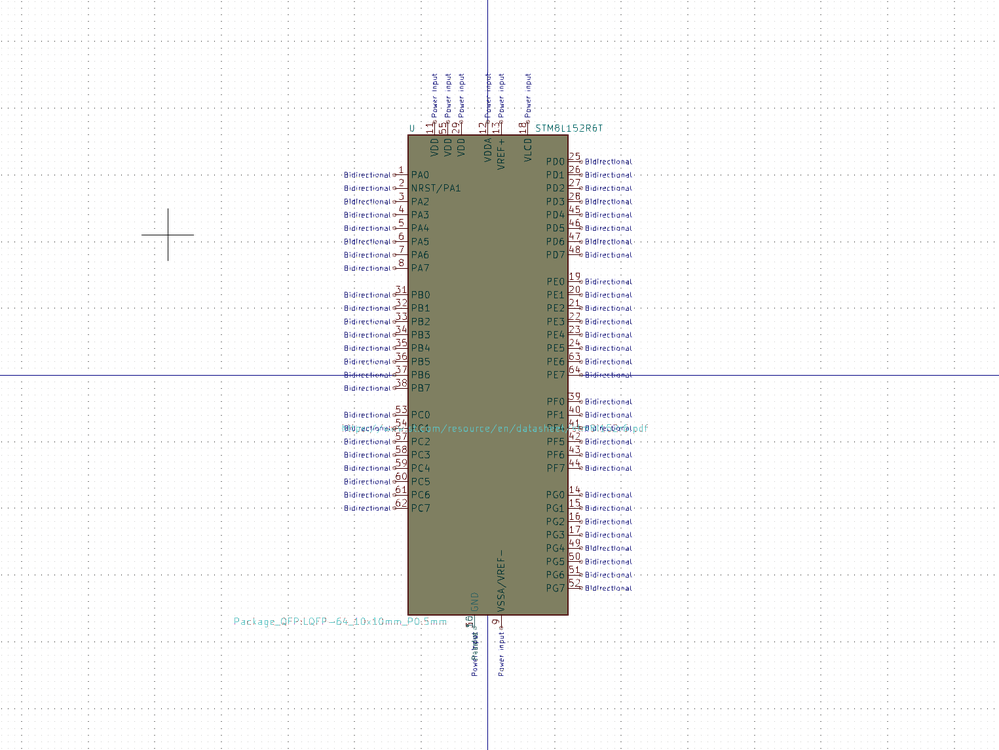 Power input Power input Power input Power input Power input Power input
U STM8L152R6T
11 VDD
VDD
29 VDD
12 VDDA
13 VREF+
18 VLCD
Bidirectional 1 PA0
Bidirectional 2 NRST/PA1
Bidirectional 3 PA2
Bidirectional 4 PA3
Bidirectional 5 PA4
Bidirectional 6 PA5
Bidirectional 7 PA6
Bidirectional 8 PA7
Bidirectional 31 PB0
Bidirectional 32 PB1
Bidirectional 33 PB2
Bidirectional 34 PB3
Bidirectional 35 PB4
Bidirectional 36 PB5
Bidirectional 37 PB6
Bidirectional 38 PB7
Bidirectional 53 PC0
54
Bidirectional 57 PC2
Bidirectional 58 PC3
Bidirectional 59 PC4
Bidirectional 60 PC5
Bidirectional 61 PC6
Bidirectional 62 PC7
PD0 25 Bidirectional
PD1 26 Bidirectional
PD2 27 Bidirectional
PD3 28 Bidirectional
PD4 45 Bidirectional
PD5 46 Bidirectional
PD6 47 Bidirectional
PD7 48 Bidirectional
PE0 19 Bidirectional
PE1 20 Bidirectional
PE2 21 Bidirectional
PE3 22 Bidirectional
PE4 23 Bidirectional
PE5 24 Bidirectional
PE6 63 Bidirectional
PE7 64 Bidirectional
PF0 39 Bidirectional
PF1 40 Bidirectional
41
PF5 42 Bidirectional
PF6 43 Bidirectional
PF7 44 Bidirectional
PG0 14 Bidirectional
PG1 15 Bidirectional
PG2 16 Bidirectional
PG3 17 Bidirectional
PG4 49 Bidirectional
PG5 50 Bidirectional
PG6 51 Bidirectional
PG7 52 Bidirectional
GND
9 VSSA/VREF-
Package_QFP:LQFP-64_10x10mm_P0.5mm
Power input
Power input